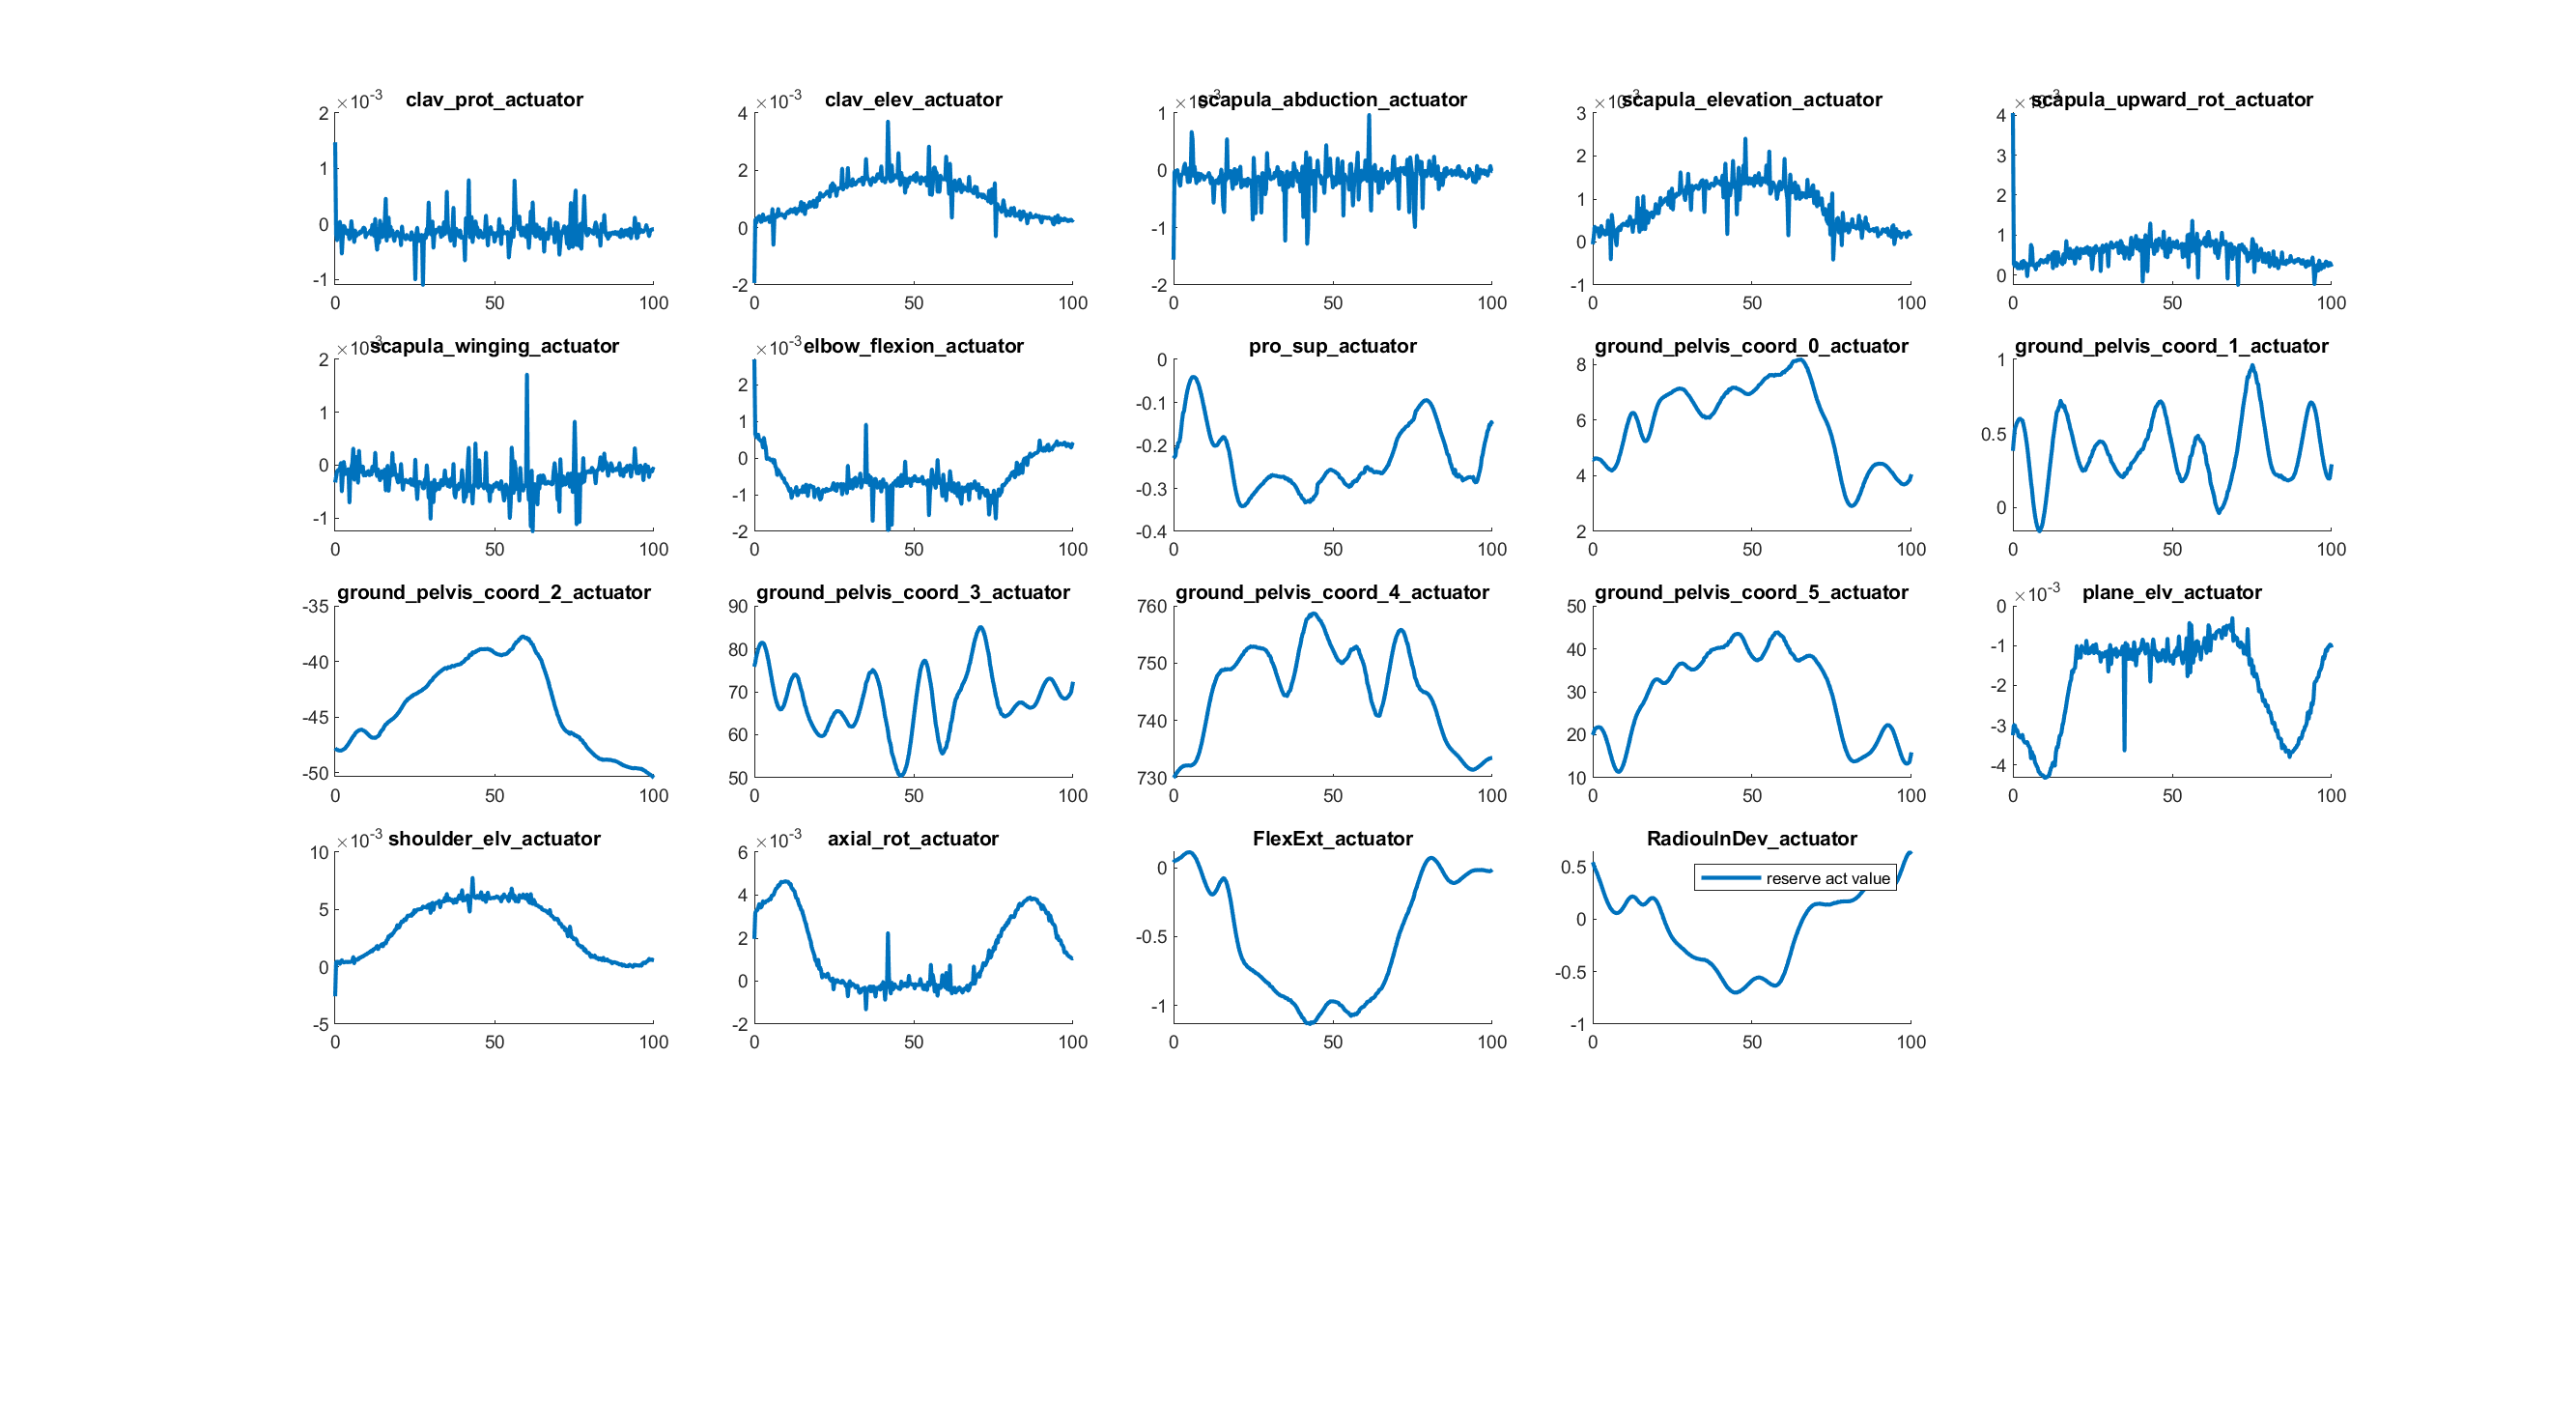 ×10-3 clav_prot_actuator
2
1
0
-1
0 50 100
×10-3 clav_elev_actuator
4
2
0
-2
0 50 100
×10-3 scapula_abduction_actuator
1
0
-1
-2
0 50 100
×10-3 scapula_elevation_actuator
3
2
1
0
-1
0 50 100
×10-3 scapula_upward_rot_actuator
4
3
2
1
0
0 50 100
×10-3 scapula_winging_actuator
2
1
0
-1
0 50 100
×10-3 elbow_flexion_actuator
2
1
0
-1
-2
0 50 100
pro_sup_actuator
0
-0.1
-0.2
-0.3
-0.4
0 50 100
ground_pelvis_coord_0_actuator
8
6
4
2
0 50 100
ground_pelvis_coord_1_actuator
1
0.5
0
0 50 100
ground_pelvis_coord_2_actuator
-35
-40
-45
-50
0 50 100
ground_pelvis_coord_3_actuator
90
80
70
60
50
0 50 100
ground_pelvis_coord_4_actuator
760
750
740
730
0 50 100
ground_pelvis_coord_5_actuator
50
40
30
20
10
0 50 100
×10-3 plane_elv_actuator
0
-1
-2
-3
-4
0 50 100
×10-3 shoulder_elv_actuator
10
5
0
-5
0 50 100
×10-3 axial_rot_actuator
6
4
2
0
-2
0 50 100
FlexExt_actuator
0
-0.5
-1
0 50 100
RadioulnDev_actuator
reserve act value
0.5
0
-0.5
-1
0 50 100